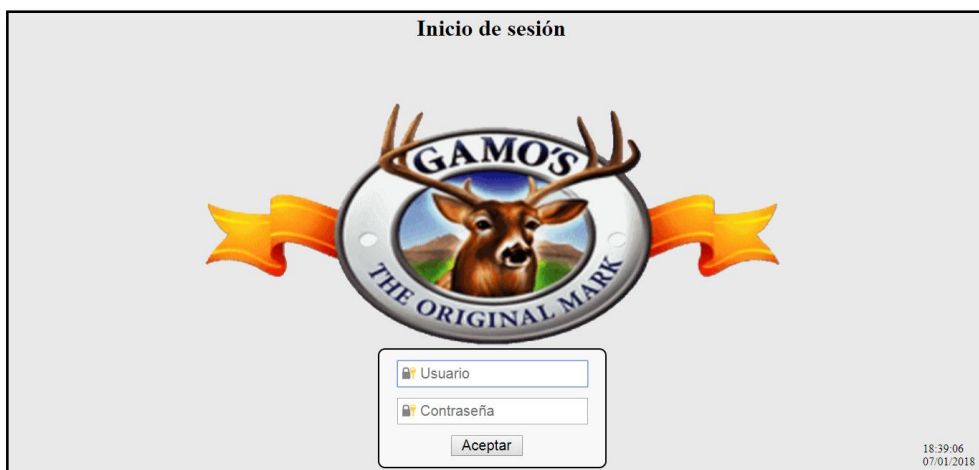 Inicio de sesión
GAMO'S
THE ORIGINAL MARK
Usuario
Contraseña
Aceptar
18:39:06
07/01/2018